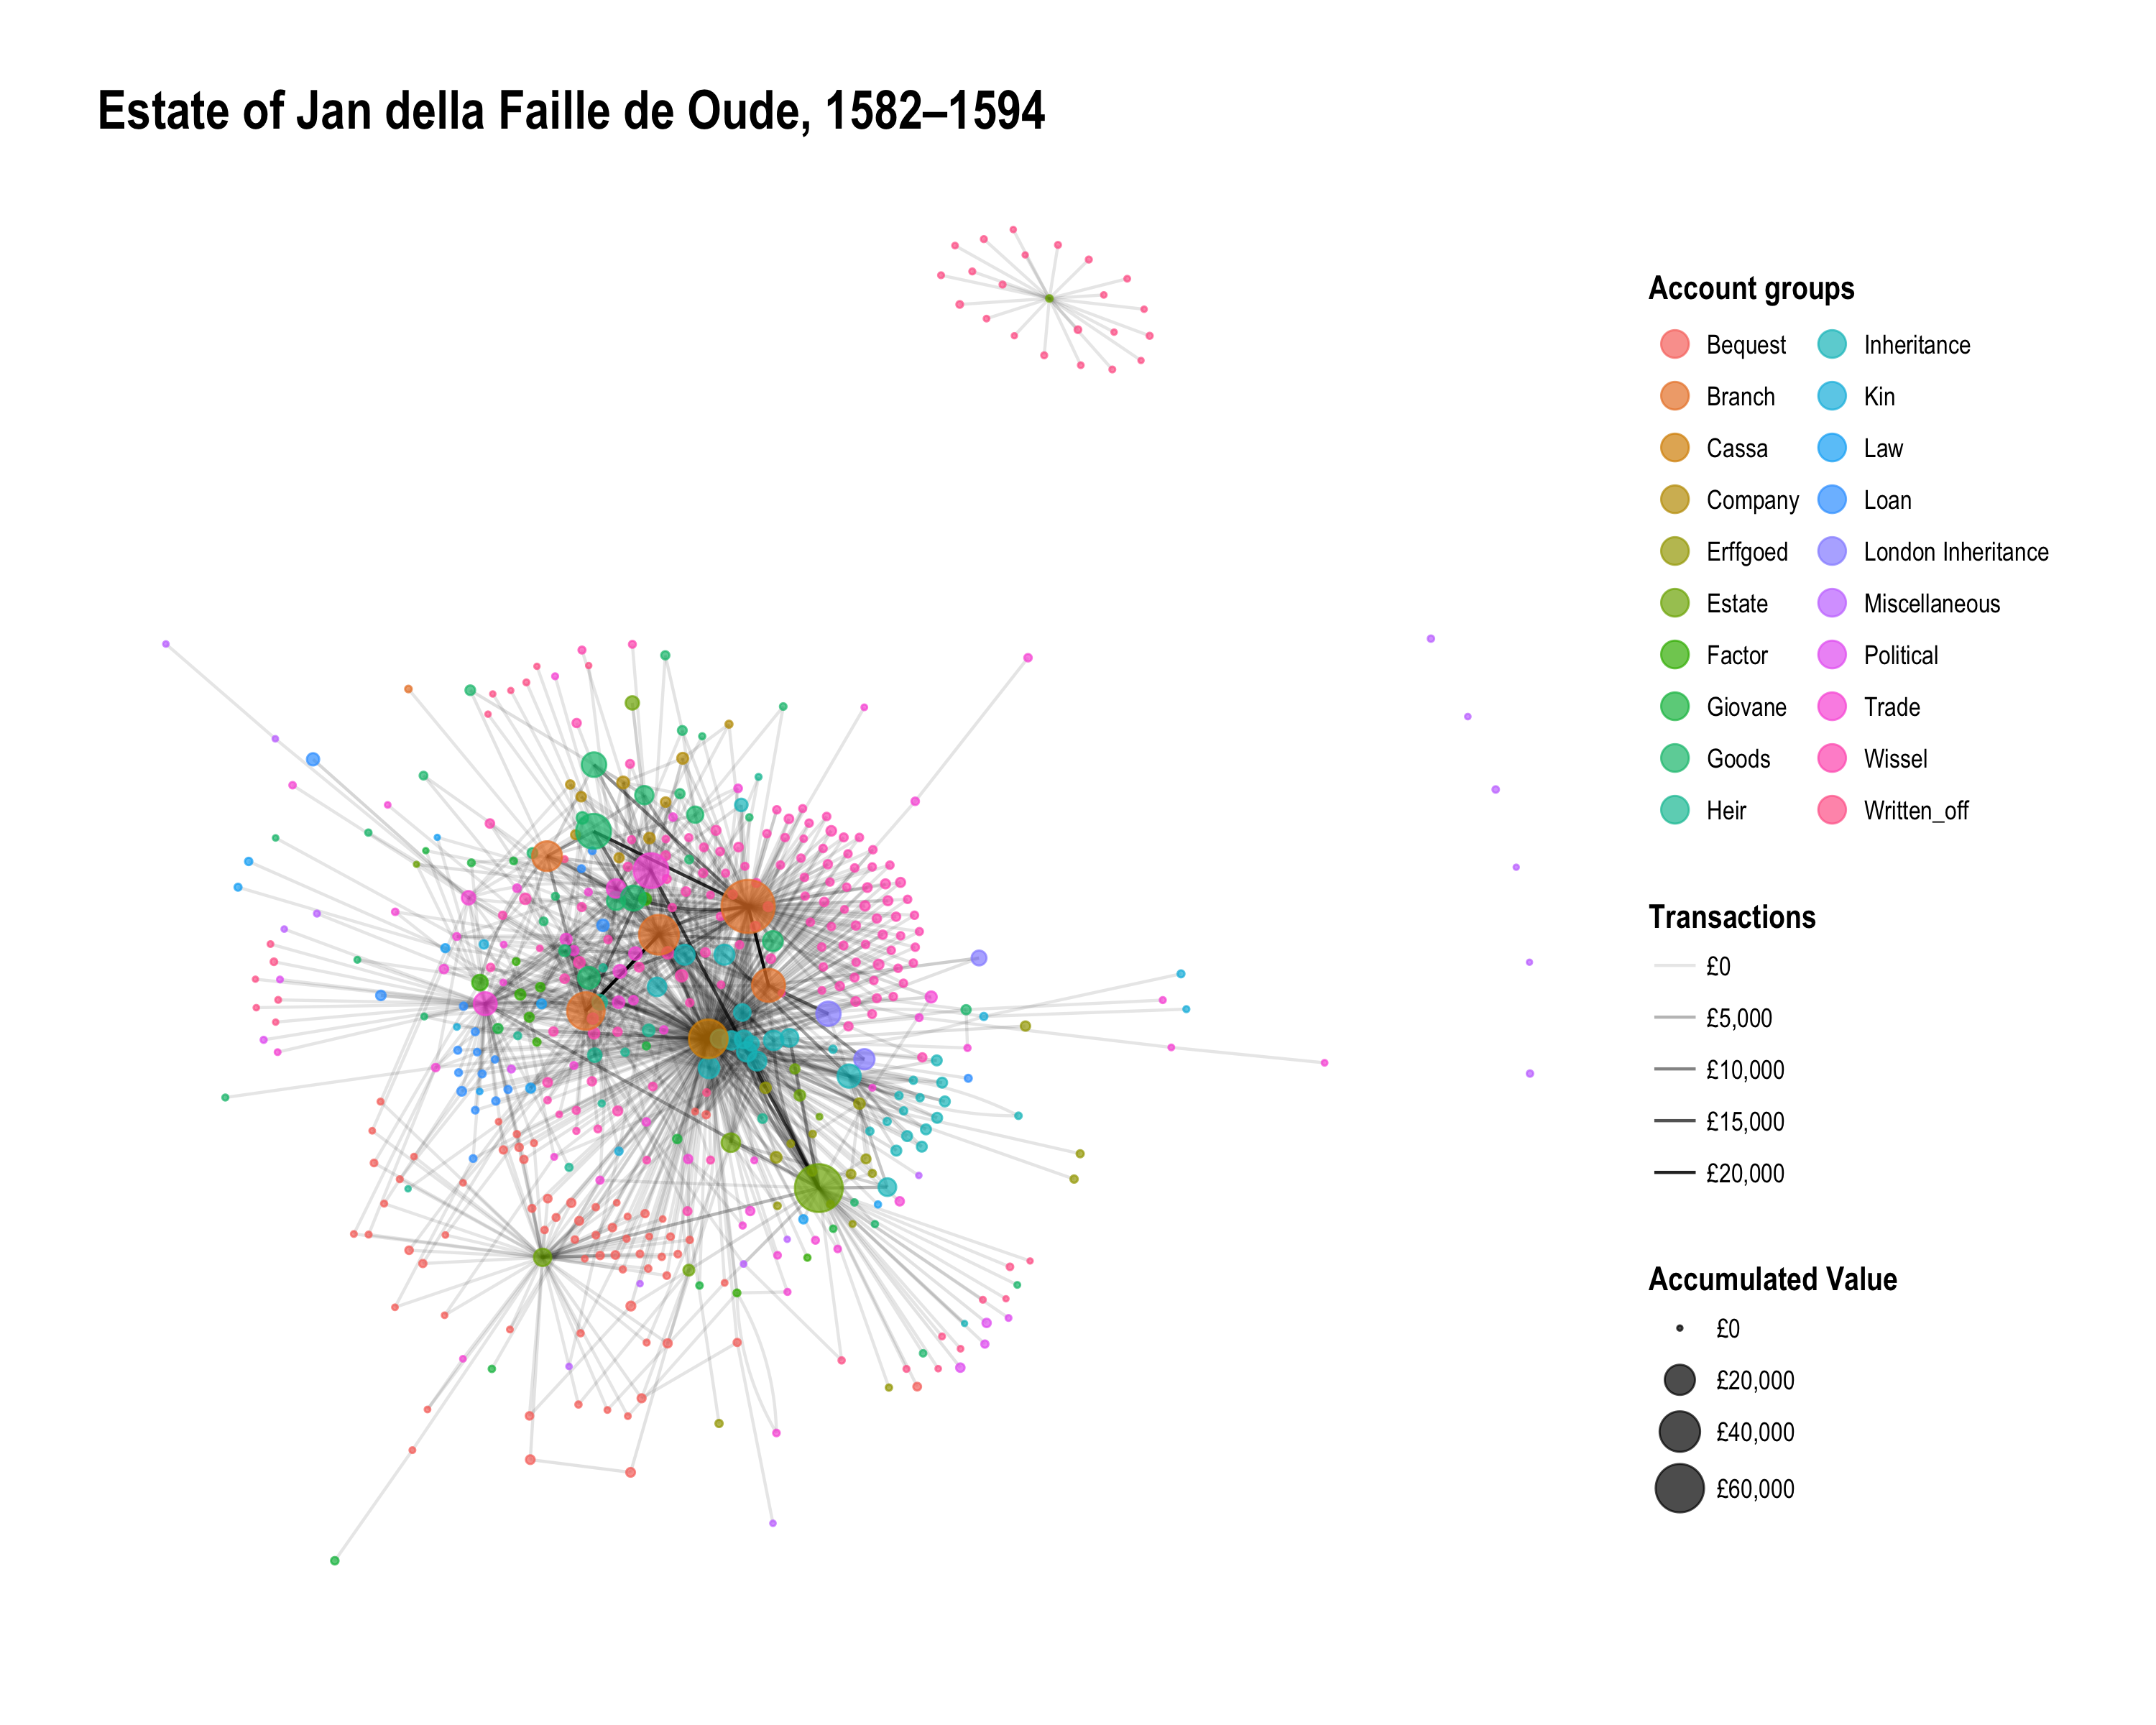 Estate of Jan della Faille de Oude, 1582–1594
Account groups
Bequest
Branch
Cassa
Company
Erffgoed
Estate
Factor
Giovane
Goods
Heir
Inheritance
Kin
Law
Loan
London Inheritance
Miscellaneous
Political
Trade
Wissel
Written_off
Transactions
£0
£5,000
£10,000
£15,000
£20,000
Accumulated Value
£0
£20,000
£40,000
£60,000